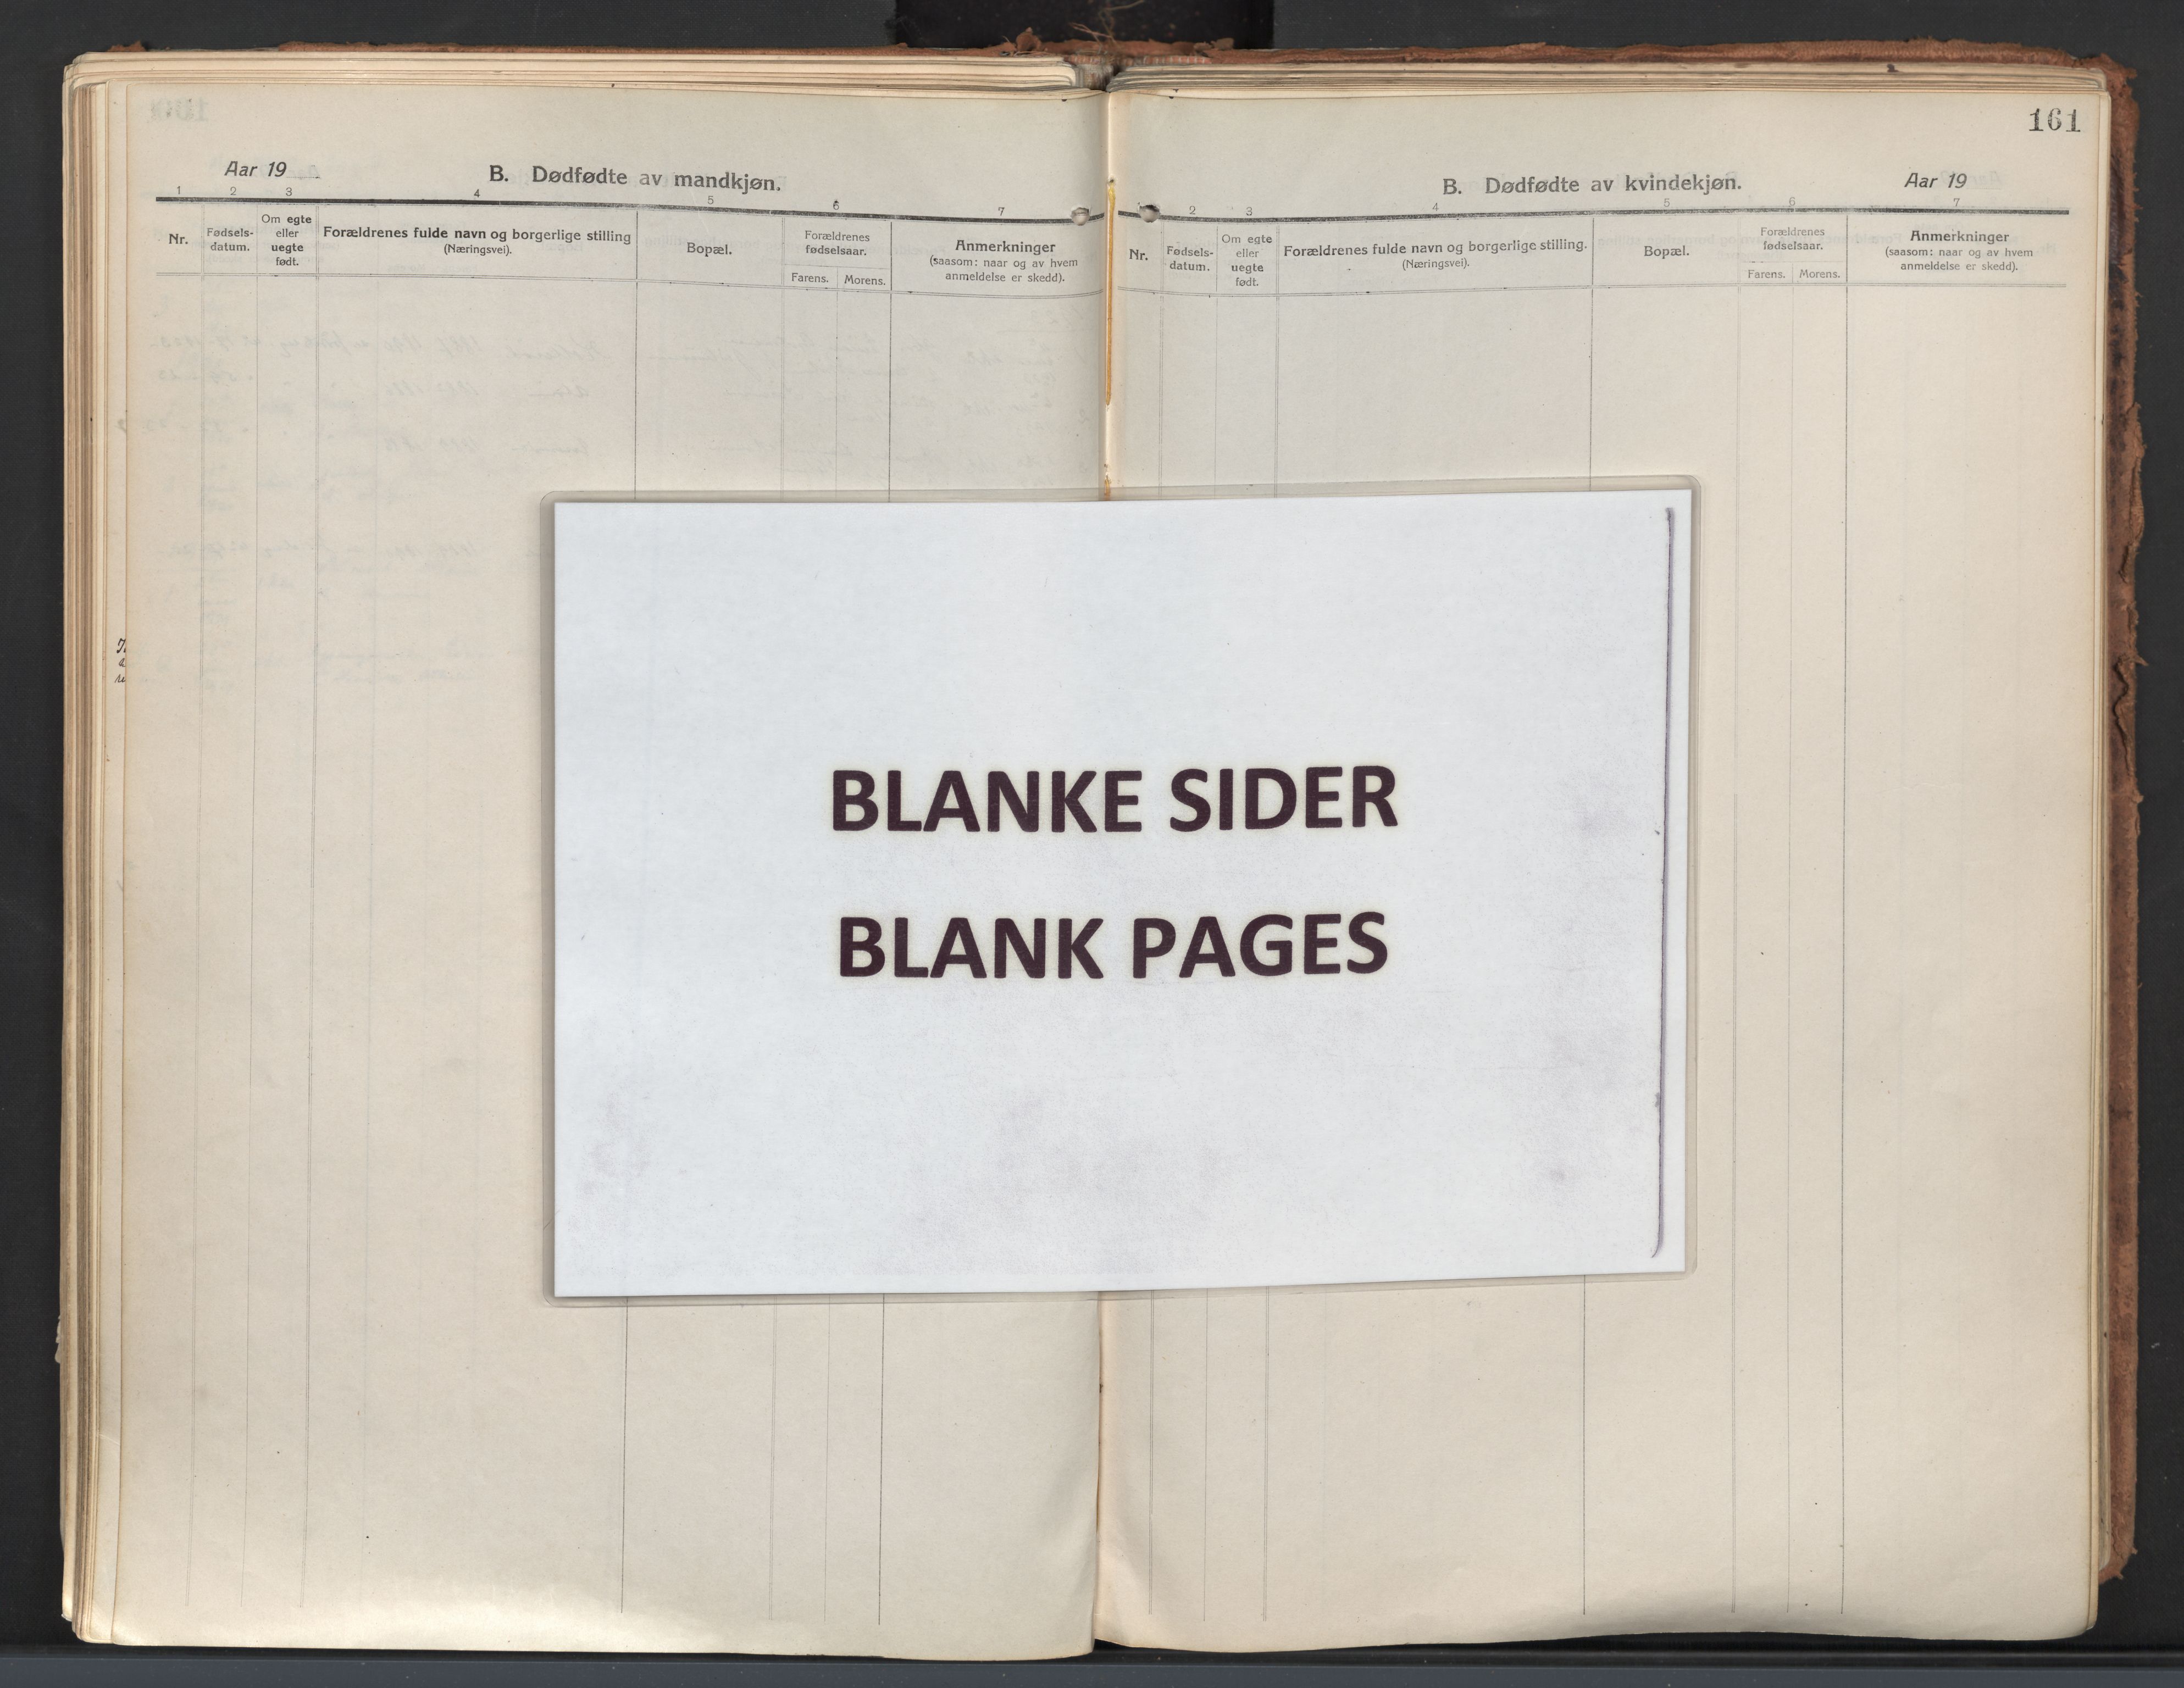 Aar 19
B. Dødfødte av mandkjøn.
1 2 3 4 5 6 7
Nr.
Fødsels-
datum.
Om egte
eller
uegte
født.
Forældrenes fulde navn og borgerlige stilling
(Næringsvei).
Bopæl.
Forældrenes
fødselsaar.
Farens. Morens.
Anmerkninger
(saasom: naar og av hvem
anmeldelse er skedd).
161
B. Dødfødte av kvindekjøn.
Aar 19
2 3 4 5 6 7
Nr.
Fødsels-
datum.
Om egte
eller
uegte
født.
Forældrenes fulde navn og borgerlige stilling.
(Næringsvei).
Bopæl.
Forældrenes
fødselsaar.
Farens. Morens.
Anmerkninger
(saasom: naar og av hvem
anmeldelse er skedd).
BLANKE SIDER
BLANK PAGES